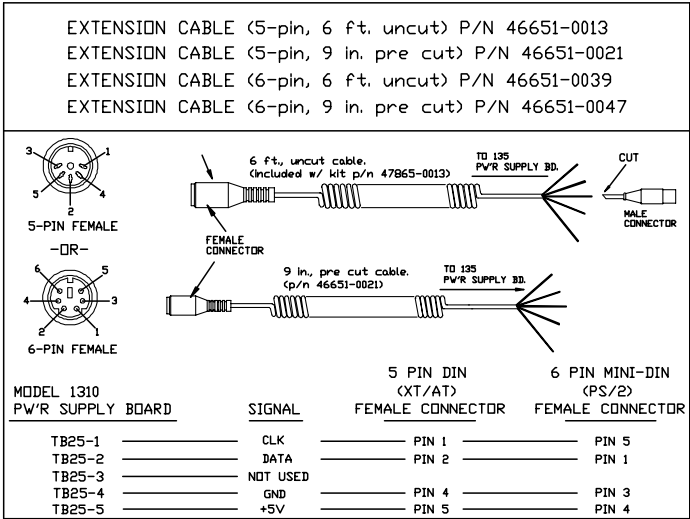 EXTENSION CABLE (5-pin, 6 ft. uncut) P/N 46651-0013
EXTENSION CABLE (5-pin, 9 in. pre cut) P/N 46651-0021
EXTENSION CABLE (6-pin, 6 ft. uncut) P/N 46651-0039
EXTENSION CABLE (6-pin, 9 in. pre cut) P/N 46651-0047
3 1
5 4
2
5-PIN FEMALE
-OR-
6 5
4 3
2 1
6-PIN FEMALE
6 ft., uncut cable.
(included w/ kit p/n 47865-0013)
TO 135
PW'R SUPPLY BD.
CUT
MALE
CONNECTOR
FEMALE
CONNECTOR
9 in., pre cut cable.
(p/n 46651-0021)
TO 135
PW'R SUPPLY BD.
5 PIN DIN 6 PIN MINI-DIN
MODEL 1310 (XT/AT) (PS/2)
PW'R SUPPLY BOARD SIGNAL FEMALE CONNECTOR FEMALE CONNECTOR
TB25-1 CLK PIN 1 PIN 5
TB25-2 DATA PIN 2 PIN 1
TB25-3 NOT USED
TB25-4 GND PIN 4 PIN 3
TB25-5 +5V PIN 5 PIN 4